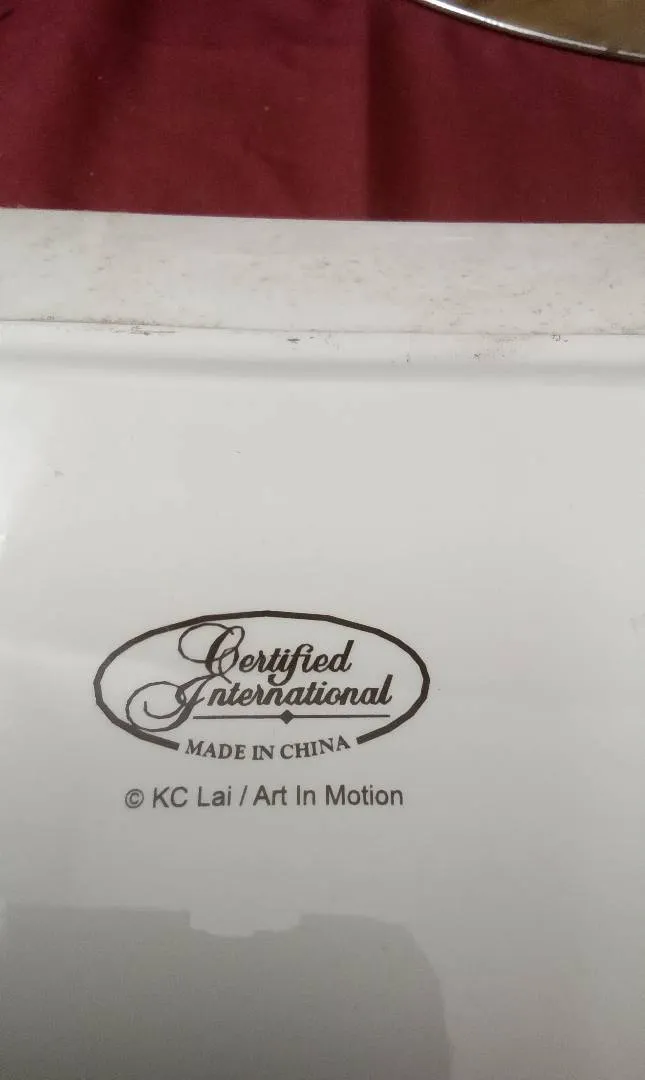 Certified
International
MADE IN CHINA
© KC Lai / Art In Motion